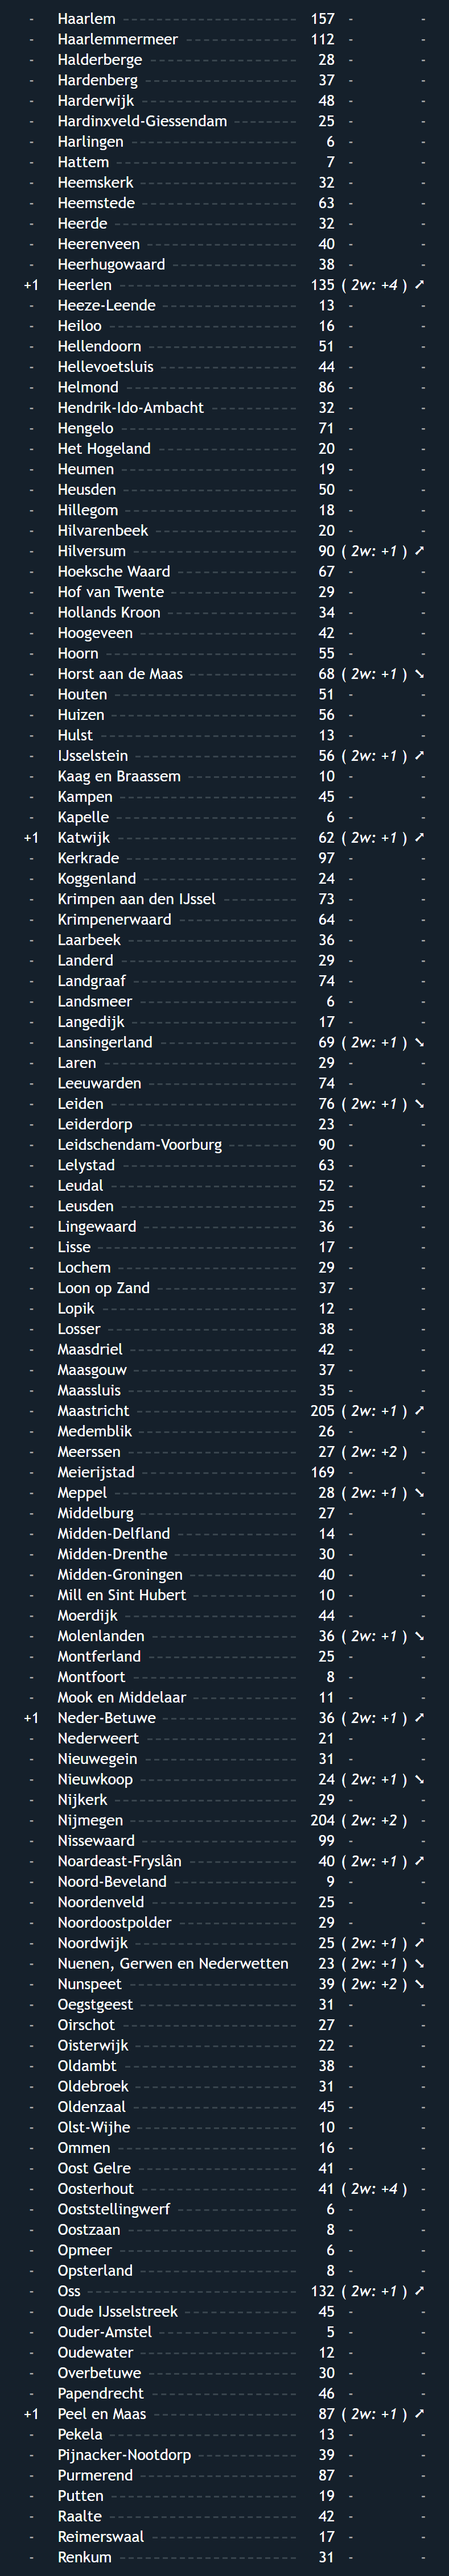 - Haarlem 157 - -
- Haarlemmermeer 112 - -
- Halderberge 28 - -
- Hardenberg 37 - -
- Harderwijk 48 - -
- Hardinxveld-Giessendam 25 - -
- Harlingen 6 - -
- Hattem 7 - -
- Heemskerk 32 - -
- Heemstede 63 - -
- Heerde 32 - -
- Heerenveen 40 - -
- Heerhugowaard 38 - -
+1 Heerlen 135 ( 2w: +4 ) ➚
- Heeze-Leende 13 - -
- Heiloo 16 - -
- Hellendoorn 51 - -
- Hellevoetsluis 44 - -
- Helmond 86 - -
- Hendrik-Ido-Ambacht 32 - -
- Hengelo 71 - -
- Het Hogeland 20 - -
- Heumen 19 - -
- Heusden 50 - -
- Hillegom 18 - -
- Hilvarenbeek 20 - -
- Hilversum 90 ( 2w: +1 ) ➚
- Hoeksche Waard 67 - -
- Hof van Twente 29 - -
- Hollands Kroon 34 - -
- Hoogeveen 42 - -
- Hoorn 55 - -
- Horst aan de Maas 68 ( 2w: +1 ) ➘
- Houten 51 - -
- Huizen 56 - -
- Hulst 13 - -
- IJsselstein 56 ( 2w: +1 ) ➚
- Kaag en Braassem 10 - -
- Kampen 45 - -
- Kapelle 6 - -
+1 Katwijk 62 ( 2w: +1 ) ➚
- Kerkrade 97 - -
- Koggenland 24 - -
- Krimpen aan den IJssel 73 - -
- Krimpenerwaard 64 - -
- Laarbeek 36 - -
- Landerd 29 - -
- Landgraaf 74 - -
- Landsmeer 6 - -
- Langedijk 17 - -
- Lansingerland 69 ( 2w: +1 ) ➘
- Laren 29 - -
- Leeuwarden 74 - -
- Leiden 76 ( 2w: +1 ) ➘
- Leiderdorp 23 - -
- Leidschendam-Voorburg 90 - -
- Lelystad 63 - -
- Leudal 52 - -
- Leusden 25 - -
- Lingewaard 36 - -
- Lisse 17 - -
- Lochem 29 - -
- Loon op Zand 37 - -
- Lopik 12 - -
- Losser 38 - -
- Maasdriel 42 - -
- Maasgouw 37 - -
- Maassluis 35 - -
- Maastricht 205 ( 2w: +1 ) ➚
- Medemblik 26 - -
- Meerssen 27 ( 2w: +2 ) -
- Meierijstad 169 - -
- Meppel 28 ( 2w: +1 ) ➘
- Middelburg 27 - -
- Midden-Delfland 14 - -
- Midden-Drenthe 30 - -
- Midden-Groningen 40 - -
- Mill en Sint Hubert 10 - -
- Moerdijk 44 - -
- Molenlanden 36 ( 2w: +1 ) ➘
- Montferland 25 - -
- Montfoort 8 - -
- Mook en Middelaar 11 - -
+1 Neder-Betuwe 36 ( 2w: +1 ) ➚
- Nederweert 21 - -
- Nieuwegein 31 - -
- Nieuwkoop 24 ( 2w: +1 ) ➘
- Nijkerk 29 - -
- Nijmegen 204 ( 2w: +2 ) -
- Nissewaard 99 - -
- Noardeast-Fryslân 40 ( 2w: +1 ) ➚
- Noord-Beveland 9 - -
- Noordenveld 25 - -
- Noordoostpolder 29 - -
- Noordwijk 25 ( 2w: +1 ) ➚
- Nuenen, Gerwen en Nederwetten 23 ( 2w: +1 ) ➘
- Nunspeet 39 ( 2w: +2 ) ➘
- Oegstgeest 31 - -
- Oirschot 27 - -
- Oisterwijk 22 - -
- Oldambt 38 - -
- Oldebroek 31 - -
- Oldenzaal 45 - -
- Olst-Wijhe 10 - -
- Ommen 16 - -
- Oost Gelre 41 - -
- Oosterhout 41 ( 2w: +4 ) -
- Ooststellingwerf 6 - -
- Oostzaan 8 - -
- Opmeer 6 - -
- Opsterland 8 - -
- Oss 132 ( 2w: +1 ) ➚
- Oude IJsselstreek 45 - -
- Ouder-Amstel 5 - -
- Oudewater 12 - -
- Overbetuwe 30 - -
- Papendrecht 46 - -
+1 Peel en Maas 87 ( 2w: +1 ) ➚
- Pekela 13 - -
- Pijnacker-Nootdorp 39 - -
- Purmerend 87 - -
- Putten 19 - -
- Raalte 42 - -
- Reimerswaal 17 - -
- Renkum 31 - -